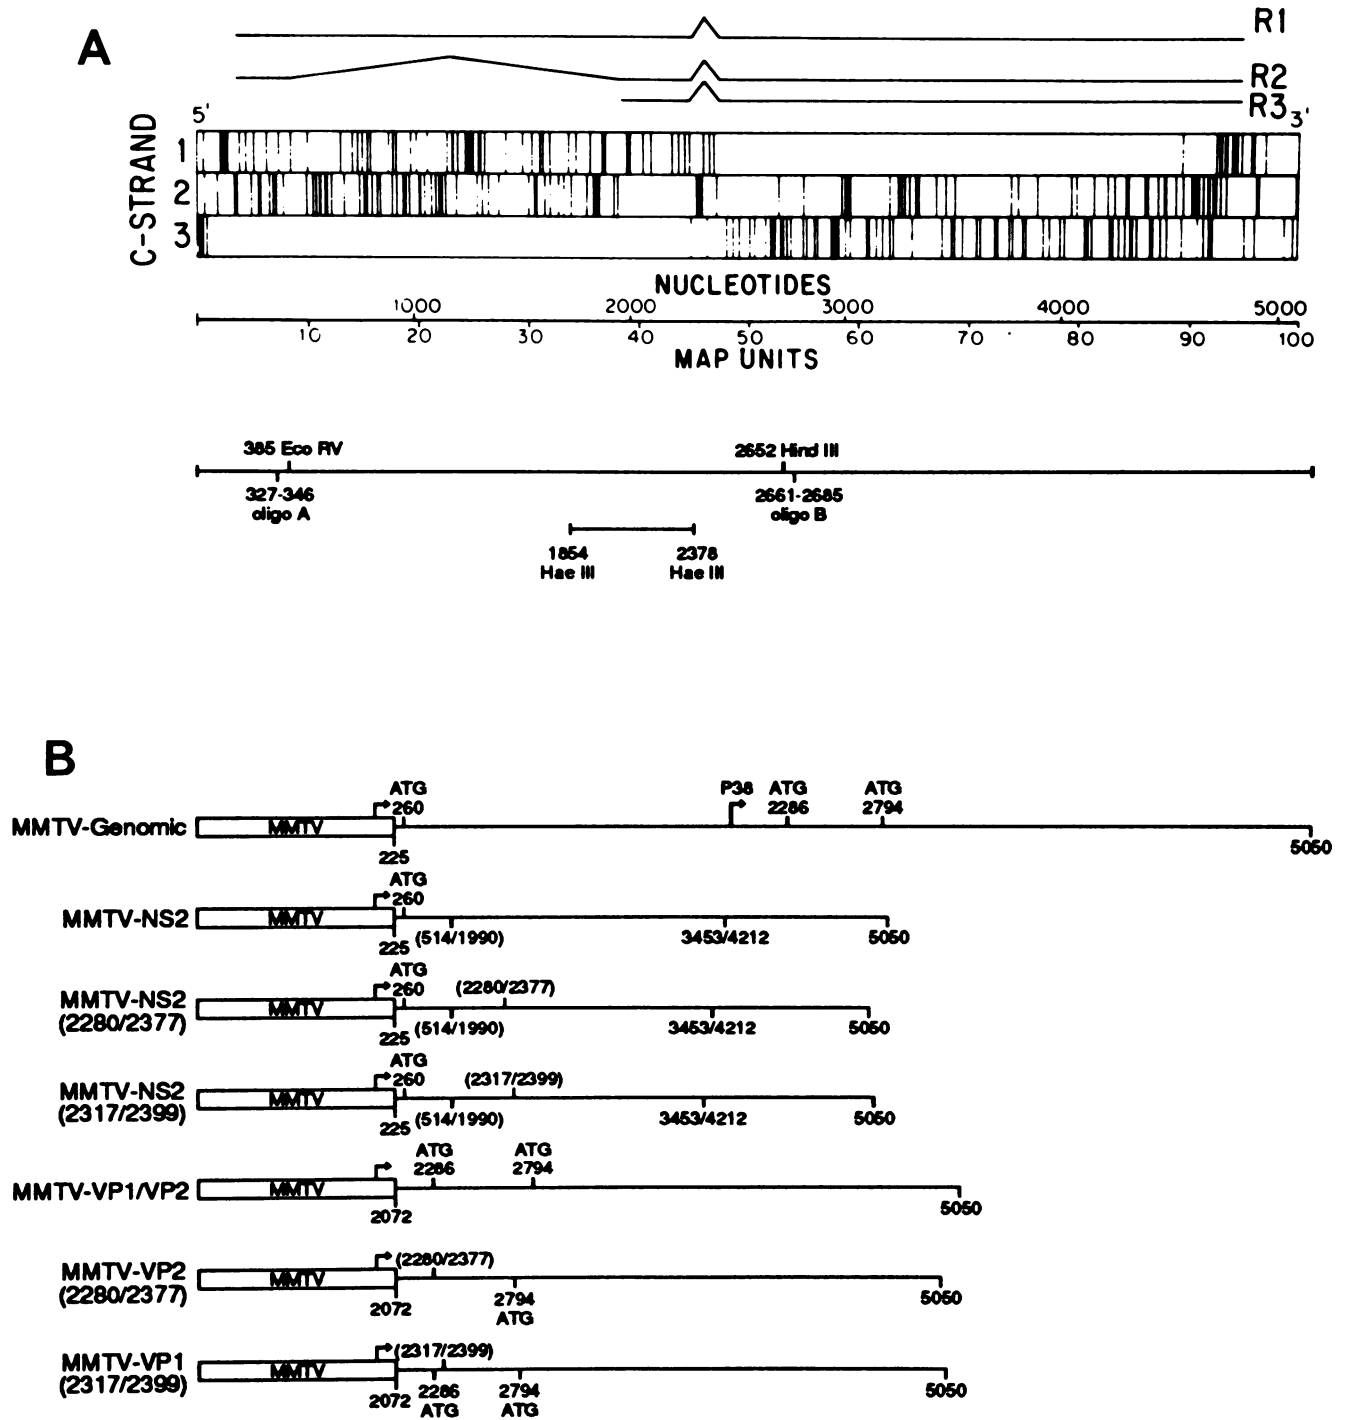 A
R1
R2
R3
5'
3'
C-STRAND
1
2
3
NUCLEOTIDES
1000 2000 3000 4000 5000
10 20 30 40 50 60 70 80 90 100
MAP UNITS
385 Eco RV
2652 Hind III
327-346
oligo A
2661-2685
oligo B
1854
Hae III
2378
Hae III
B
MMTV-Genomic
MMTV
ATG
260
225
P38
ATG
2286
ATG
2794
5050
MMTV-NS2
MMTV
ATG
260
225
(514/1990)
3453/4212
5050
MMTV-NS2
(2280/2377)
MMTV
ATG
260
225
(514/1990)
(2280/2377)
3453/4212
5050
MMTV-NS2
(2317/2399)
MMTV
ATG
260
225
(514/1990)
(2317/2399)
3453/4212
5050
MMTV-VP1/VP2
MMTV
2072
ATG
2286
ATG
2794
5050
MMTV-VP2
(2280/2377)
MMTV
2072
(2280/2377)
2794
ATG
5050
MMTV-VP1
(2317/2399)
MMTV
2072
(2317/2399)
2286
ATG
2794
ATG
5050